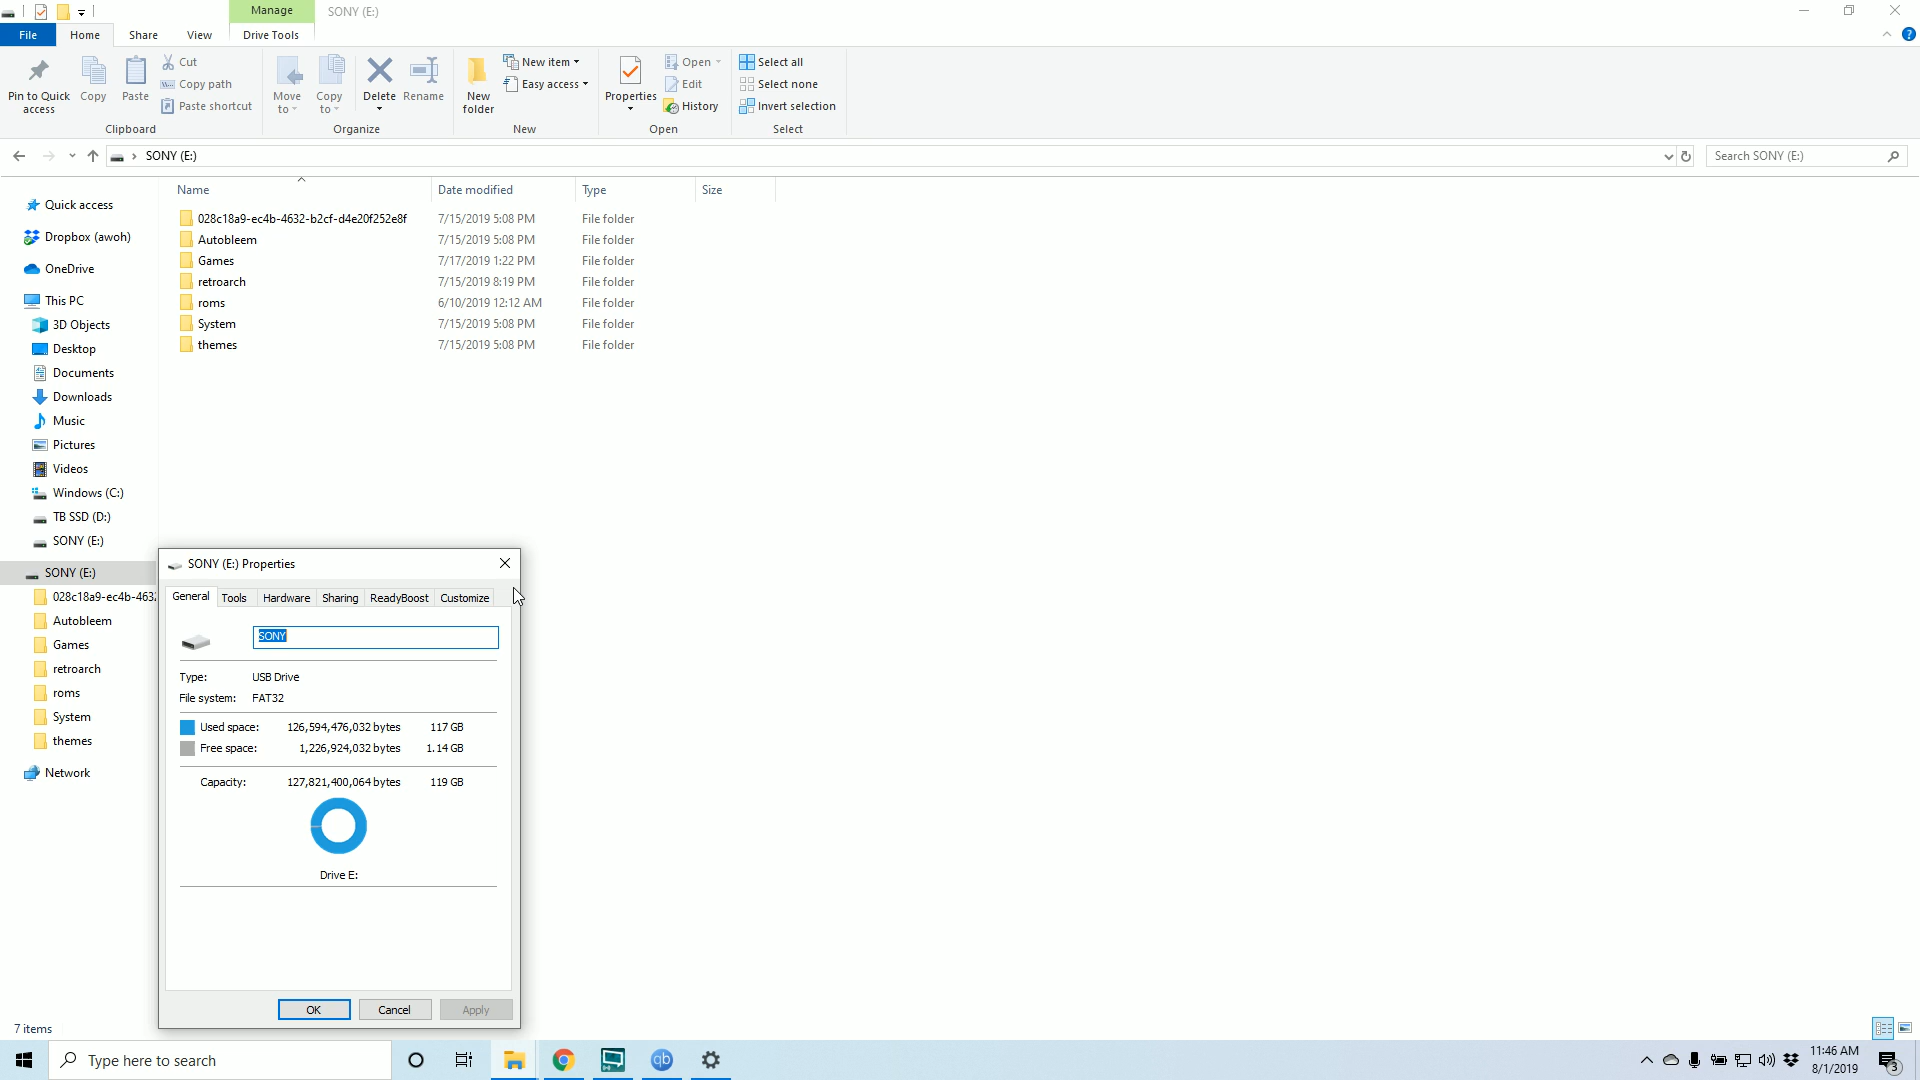 Manage
SONY (E:)
File
Home
Share
View
Drive Tools
Pin to Quick access
Copy
Paste
Cut
Copy path
Paste shortcut
Clipboard
Move to
Copy to
Delete
Rename
Organize
New folder
New item
Easy access
New
Properties
Open
Edit
History
Open
Select all
Select none
Invert selection
Select
SONY (E:)
Search SONY (E:)
Name
Date modified
Type
Size
028c18a9-ec4b-4632-b2cf-d4e20f252e8f 7/15/2019 5:08 PM File folder
Autobleem 7/15/2019 5:08 PM File folder
Games 7/17/2019 1:22 PM File folder
retroarch 7/15/2019 8:19 PM File folder
roms 6/10/2019 12:12 AM File folder
System 7/15/2019 5:08 PM File folder
themes 7/15/2019 5:08 PM File folder
Quick access
Dropbox (awoh)
OneDrive
This PC
3D Objects
Desktop
Documents
Downloads
Music
Pictures
Videos
Windows (C:)
TB SSD (D:)
SONY (E:)
SONY (E:)
028c18a9-ec4b-463
Autobleem
Games
retroarch
roms
System
themes
Network
7 items
SONY (E:) Properties
General
Tools
Hardware
Sharing
ReadyBoost
Customize
SONY
Type: USB Drive
File system: FAT32
Used space: 126,594,476,032 bytes 117 GB
Free space: 1,226,924,032 bytes 1.14 GB
Capacity: 127,821,400,064 bytes 119 GB
Drive E:
OK
Cancel
Apply
Type here to search
qb
11:46 AM
8/1/2019
3